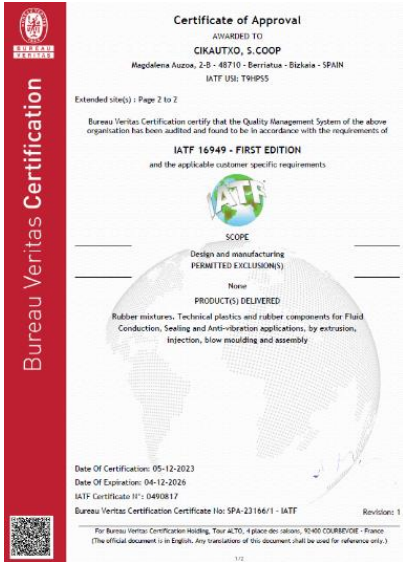 BUREAU
VERITAS
Bureau Veritas Certification
Certificate of Approval
AWARDED TO
CIKAUTXO, S.COOP
Magdalena Auzoa, 2-B - 48710 - Berriatua - Bizkaia - SPAIN
IATF USI: T9HPS5
Extended site(s) : Page 2 to 2
Bureau Veritas Certification certify that the Quality Management System of the above
organisation has been audited and found to be in accordance with the requirements of
IATF 16949 - FIRST EDITION
and the applicable customer specific requirements
IATF
SCOPE
Design and manufacturing
PERMITTED EXCLUSION(S)
None
PRODUCT(S) DELIVERED
Rubber mixtures. Technical plastics and rubber components for Fluid
Conduction, Sealing and Anti-vibration applications, by extrusion,
injection, blow moulding and assembly
Date Of Certification: 05-12-2023
Date Of Expiration: 04-12-2026
IATF Certificate N°: 0490817
Bureau Veritas Certification Certificate No: SPA-23166/1 - IATF
Revision: 1
For Bureau Veritas Certification Holding, Tour ALTO, 4 place des saisons, 92400 COURBEVOIE - France
(The official document is in English. Any translations of this document shall be used for reference only.)
1/2